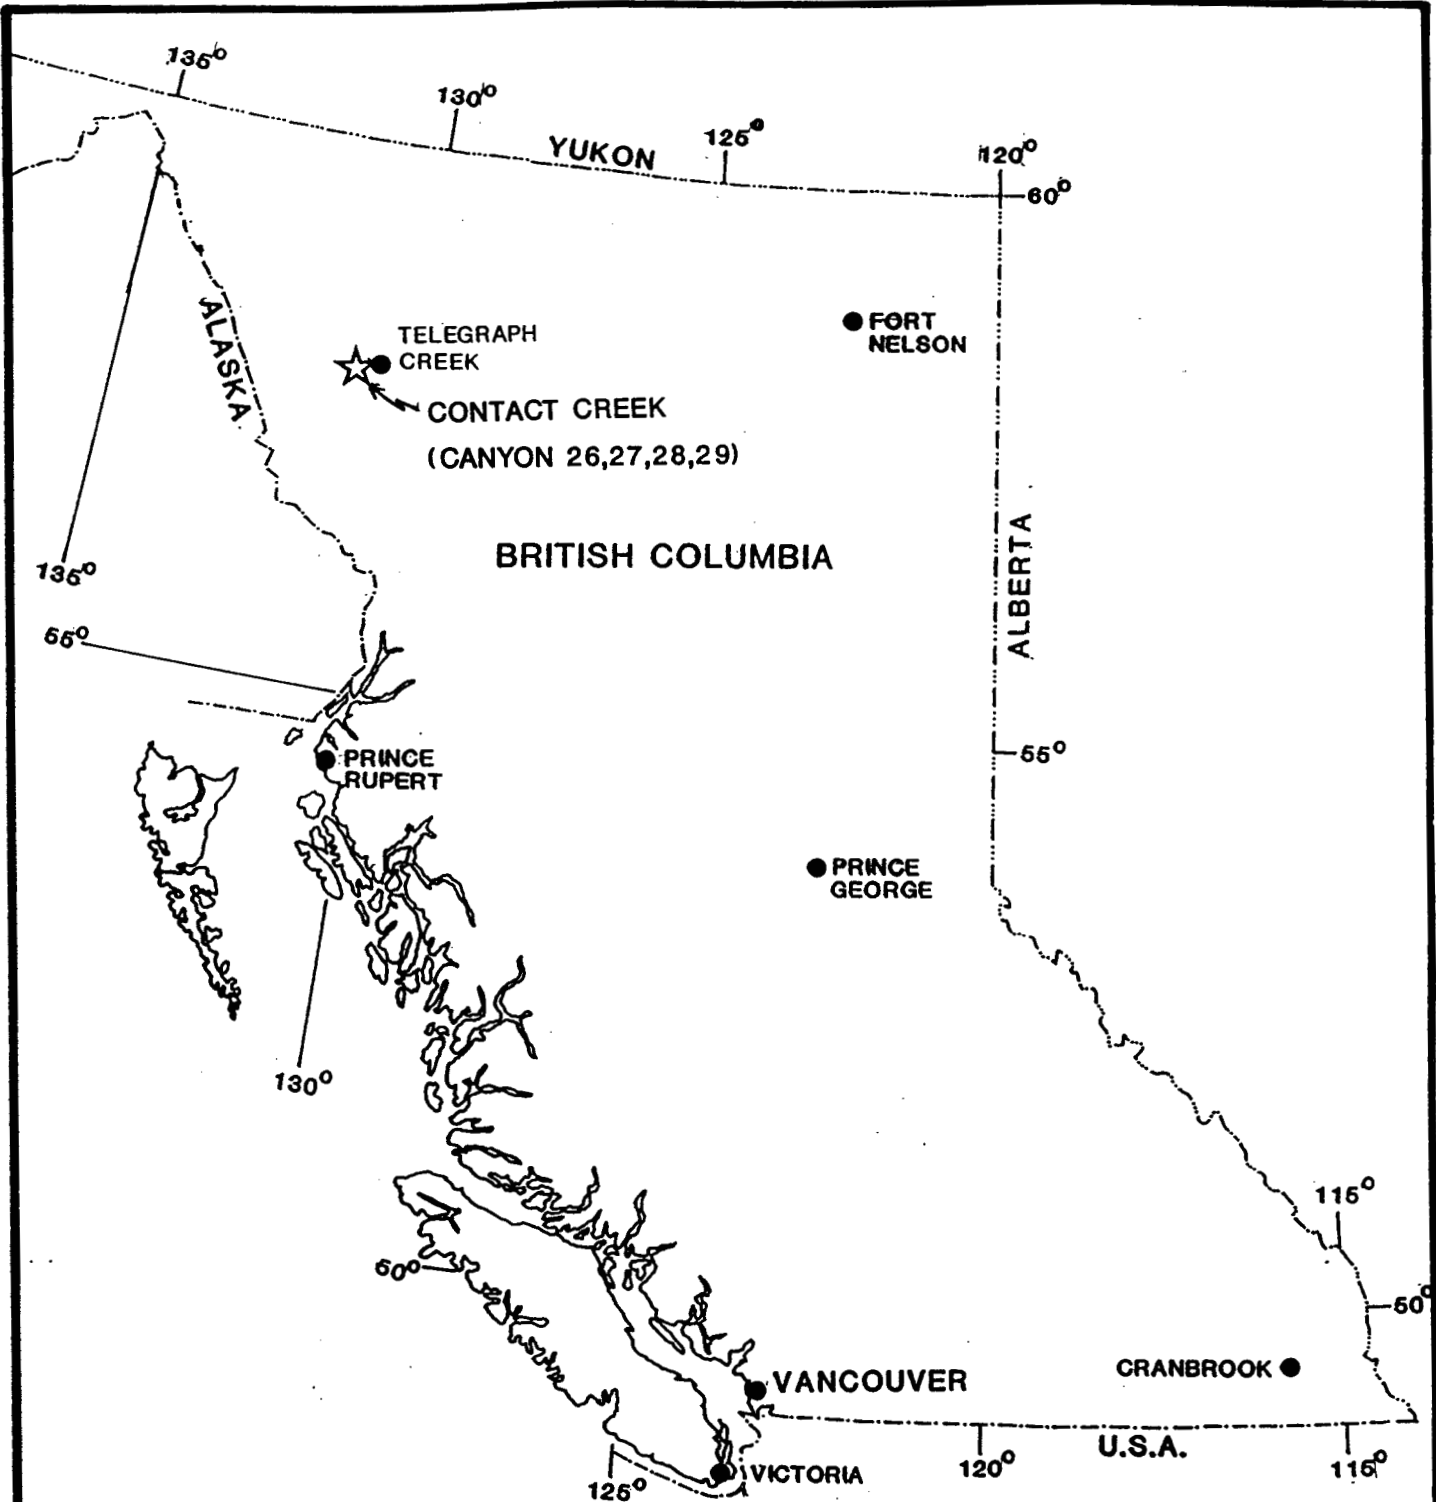 135°
130°
YUKON
125°
120°
60°
ALASKA
TELEGRAPH
CREEK
FORT
NELSON
CONTACT CREEK
(CANYON 26,27,28,29)
BRITISH COLUMBIA
ALBERTA
135°
55°
55°
PRINCE
RUPERT
PRINCE
GEORGE
130°
115°
50°
50°
CRANBROOK
VANCOUVER
U.S.A.
VICTORIA
125°
120°
115°